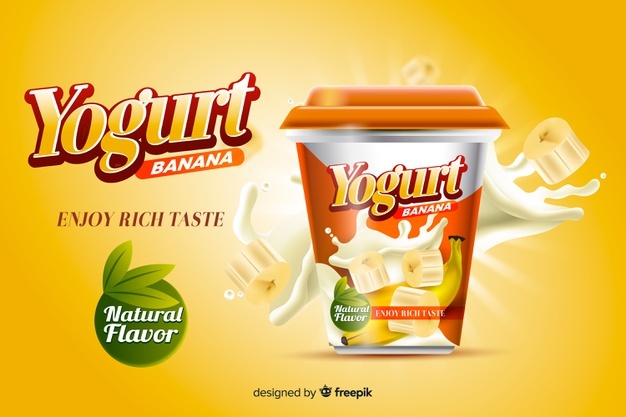 Yogurt
BANANA
ENJOY RICH TASTE
Natural
Flavor
Yogurt
BANANA
Natural
Flavor
ENJOY RICH TASTE
designed by freepik